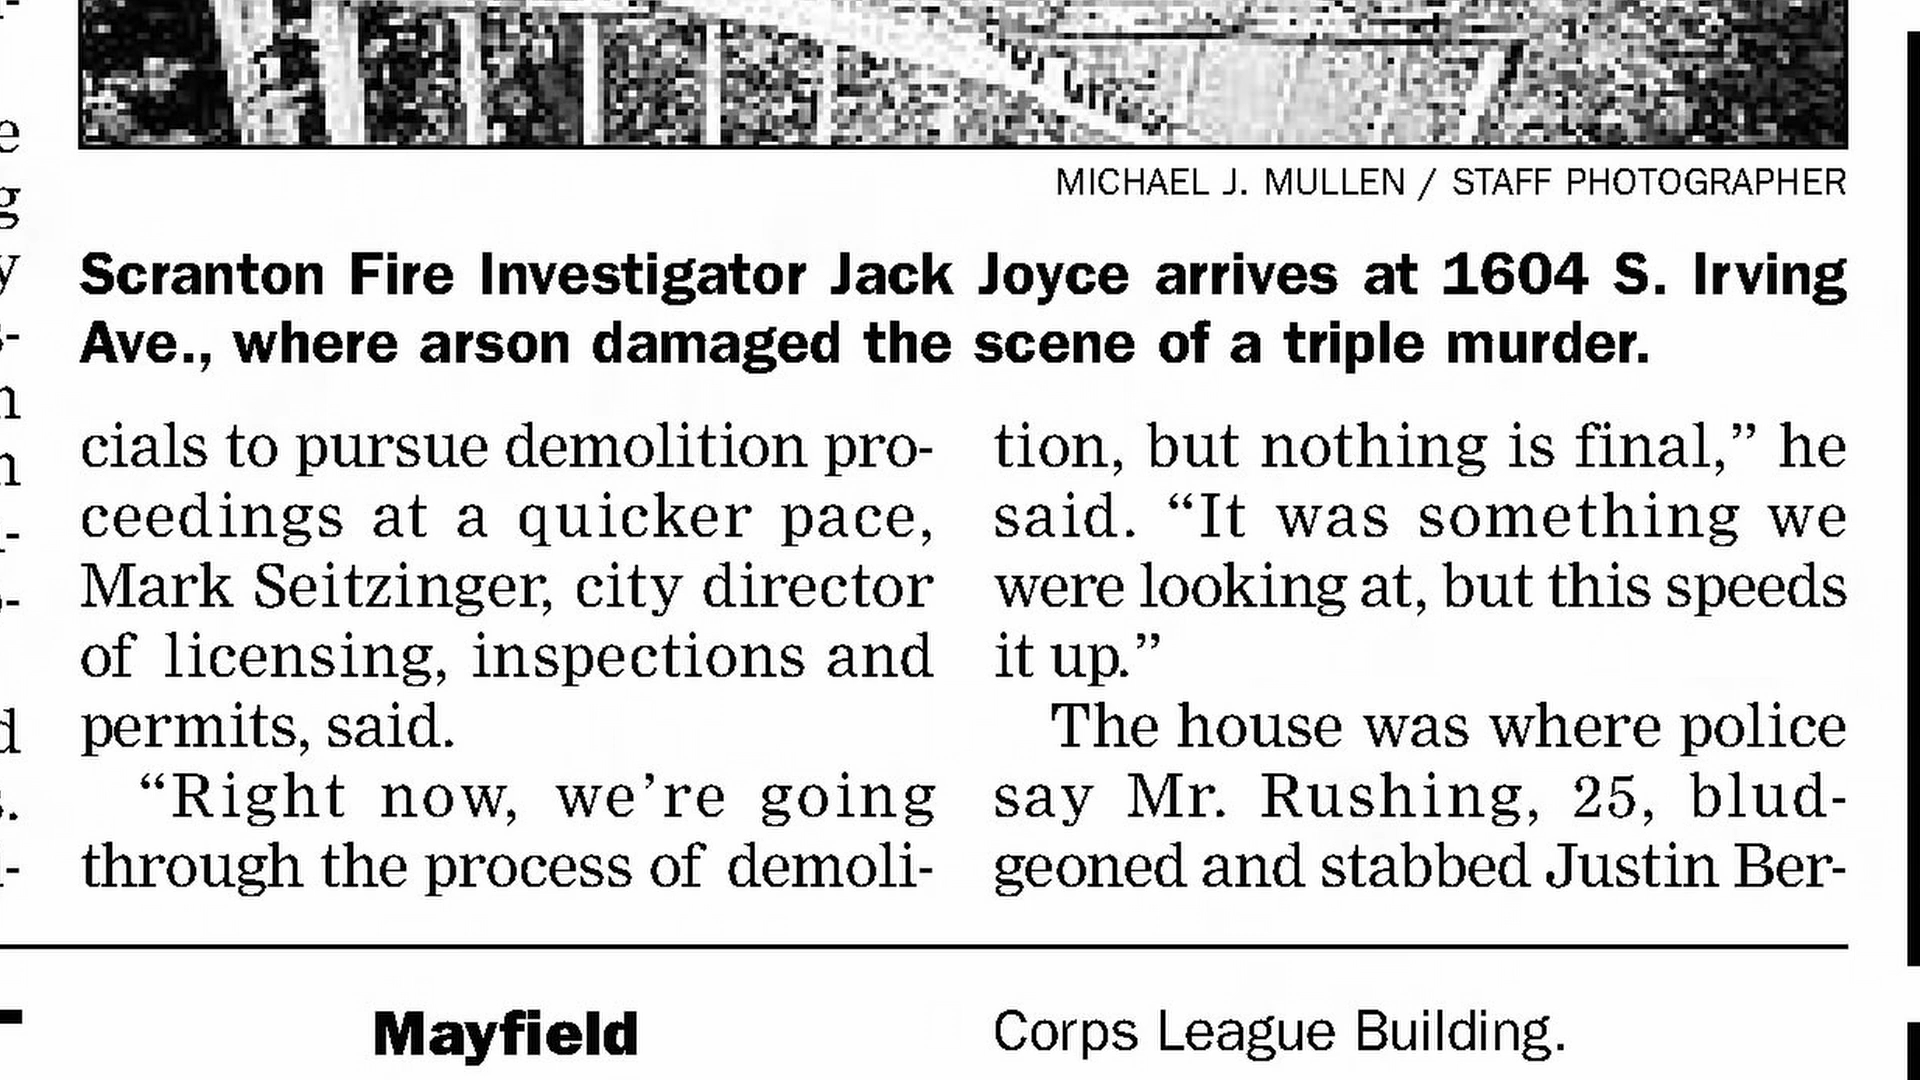 MICHAEL J. MULLEN / STAFF PHOTOGRAPHER
Scranton Fire Investigator Jack Joyce arrives at 1604 S. Irving
Ave., where arson damaged the scene of a triple murder.
cials to pursue demolition pro-
ceedings at a quicker pace,
Mark Seitzinger, city director
of licensing, inspections and
permits, said.
“Right now, we’re going
through the process of demoli-
tion, but nothing is final,” he
said. “It was something we
were looking at, but this speeds
it up.”
The house was where police
say Mr. Rushing, 25, blud-
geoned and stabbed Justin Ber-
Mayfield
Corps League Building.